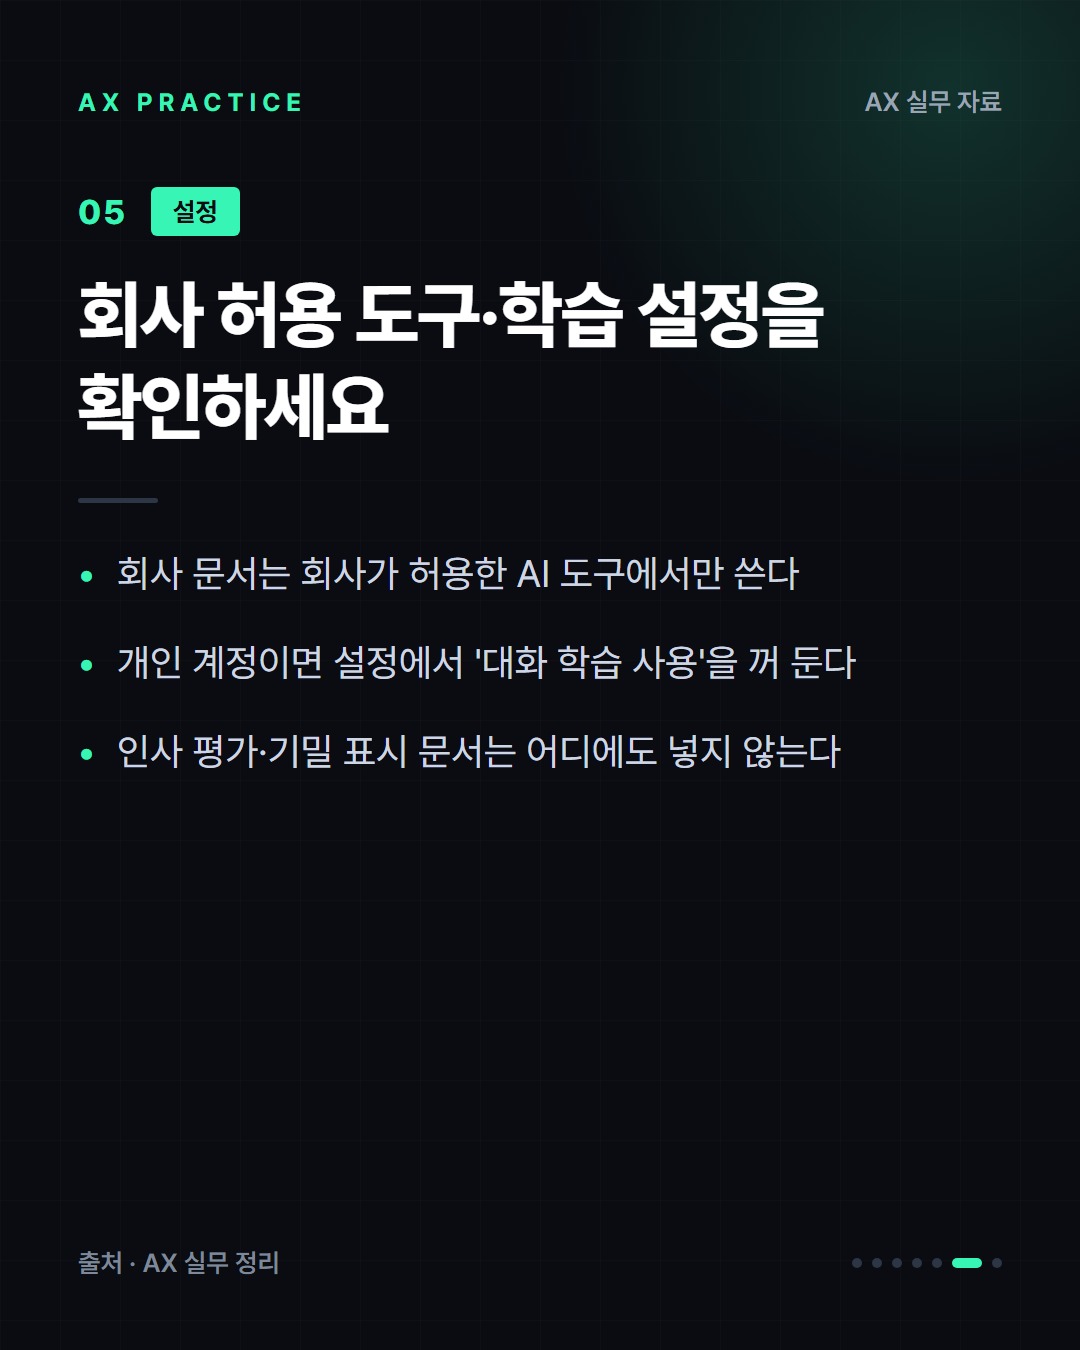 AX PRACTICE
AX 실무 자료
05 설정
회사 허용 도구·학습 설정을
확인하세요
• 회사 문서는 회사가 허용한 AI 도구에서만 쓴다
• 개인 계정이면 설정에서 '대화 학습 사용'을 꺼 둔다
• 인사 평가·기밀 표시 문서는 어디에도 넣지 않는다
출처 · AX 실무 정리